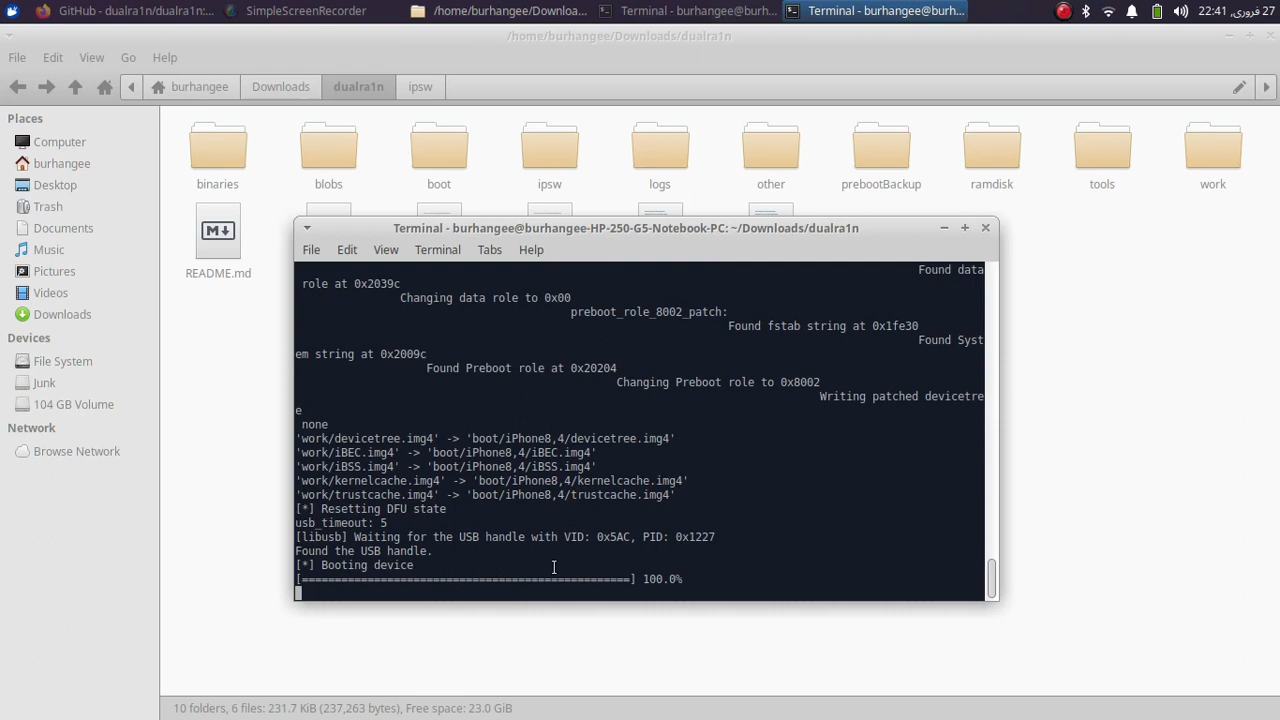 GitHub - dualra1n/dualra1n:...
SimpleScreenRecorder
/home/burhangee/Downloa...
Terminal - burhangee@burh...
Terminal - burhangee@burh...
27 فروری, 22:41
/home/burhangee/Downloads/dualra1n
File Edit View Go Help
burhangee Downloads dualra1n ipsw
Places
Computer
burhangee
Desktop
Trash
Documents
Music
Pictures
Videos
Downloads
Devices
File System
Junk
104 GB Volume
Network
Browse Network
binaries blobs boot ipsw logs other prebootBackup ramdisk tools work
README.md
Terminal - burhangee@burhangee-HP-250-G5-Notebook-PC: ~/Downloads/dualra1n
File Edit View Terminal Tabs Help
Found data
role at 0x2039c
Changing data role to 0x00
preboot_role_8002_patch:
Found fstab string at 0x1fe30
Found Syst
em string at 0x2009c
Found Preboot role at 0x20204
Changing Preboot role to 0x8002
Writing patched devicetre
e
none
'work/devicetree.img4' -> 'boot/iPhone8,4/devicetree.img4'
'work/iBEC.img4' -> 'boot/iPhone8,4/iBEC.img4'
'work/iBSS.img4' -> 'boot/iPhone8,4/iBSS.img4'
'work/kernelcache.img4' -> 'boot/iPhone8,4/kernelcache.img4'
'work/trustcache.img4' -> 'boot/iPhone8,4/trustcache.img4'
[*] Resetting DFU state
usb_timeout: 5
[libusb] Waiting for the USB handle with VID: 0x5AC, PID: 0x1227
Found the USB handle.
[*] Booting device
[==================================================] 100.0%
10 folders, 6 files: 231.7 KiB (237,263 bytes), Free space: 23.0 GiB